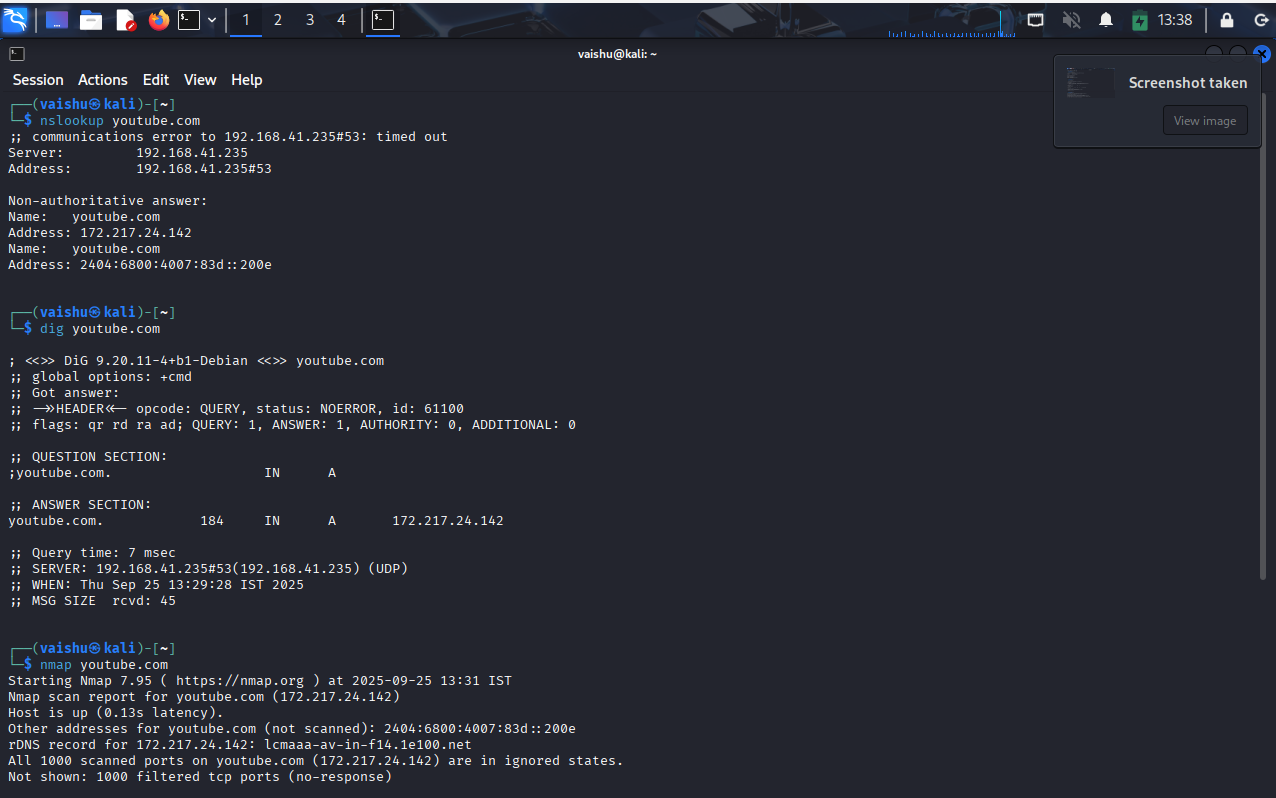 1 2 3 4 13:38
vaishu@kali: ~
Session Actions Edit View Help
Screenshot taken
View image
┌──(vaishu㉿kali)-[~]
└─$ nslookup youtube.com
;; communications error to 192.168.41.235#53: timed out
Server:         192.168.41.235
Address:        192.168.41.235#53
Non-authoritative answer:
Name:   youtube.com
Address: 172.217.24.142
Name:   youtube.com
Address: 2404:6800:4007:83d::200e
┌──(vaishu㉿kali)-[~]
└─$ dig youtube.com
; <<>> DiG 9.20.11-4+b1-Debian <<>> youtube.com
;; global options: +cmd
;; Got answer:
;; ->>HEADER<<- opcode: QUERY, status: NOERROR, id: 61100
;; flags: qr rd ra ad; QUERY: 1, ANSWER: 1, AUTHORITY: 0, ADDITIONAL: 0
;; QUESTION SECTION:
;youtube.com.                   IN      A
;; ANSWER SECTION:
youtube.com.            184     IN      A       172.217.24.142
;; Query time: 7 msec
;; SERVER: 192.168.41.235#53(192.168.41.235) (UDP)
;; WHEN: Thu Sep 25 13:29:28 IST 2025
;; MSG SIZE  rcvd: 45
┌──(vaishu㉿kali)-[~]
└─$ nmap youtube.com
Starting Nmap 7.95 ( https://nmap.org ) at 2025-09-25 13:31 IST
Nmap scan report for youtube.com (172.217.24.142)
Host is up (0.13s latency).
Other addresses for youtube.com (not scanned): 2404:6800:4007:83d::200e
rDNS record for 172.217.24.142: lcmaaa-av-in-f14.1e100.net
All 1000 scanned ports on youtube.com (172.217.24.142) are in ignored states.
Not shown: 1000 filtered tcp ports (no-response)